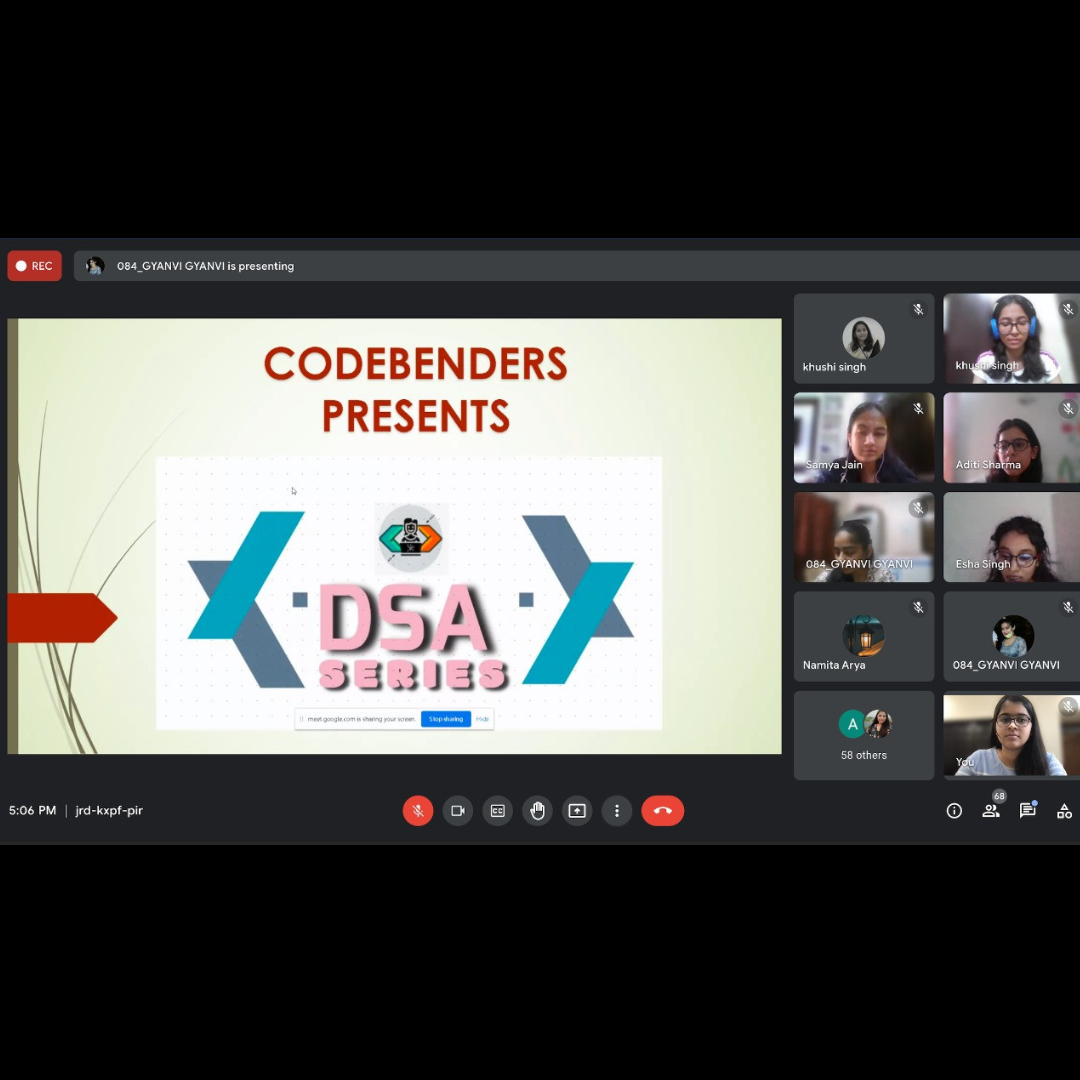 REC
084_GYANVI GYANVI is presenting
CODEBENDERS
PRESENTS
DSA
SERIES
meet.google.com is sharing your screen.
Stop sharing
Hide
khushi singh
khushi singh
Samya Jain
Aditi Sharma
084_GYANVI GYANVI
Esha Singh
Namita Arya
084_GYANVI GYANVI
A
58 others
You
5:06 PM | jrd-kxpf-pir
CC
68